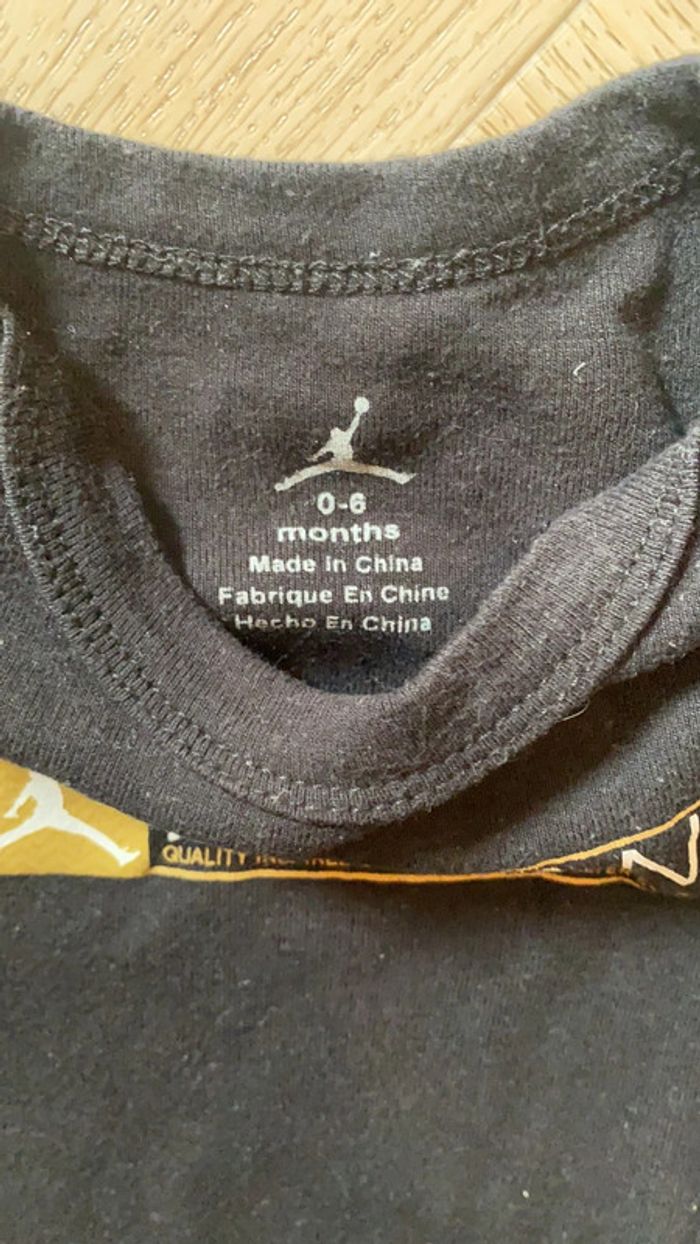 0-6
months
Made In China
Fabrique En Chine
Hecho En China
QUALITY